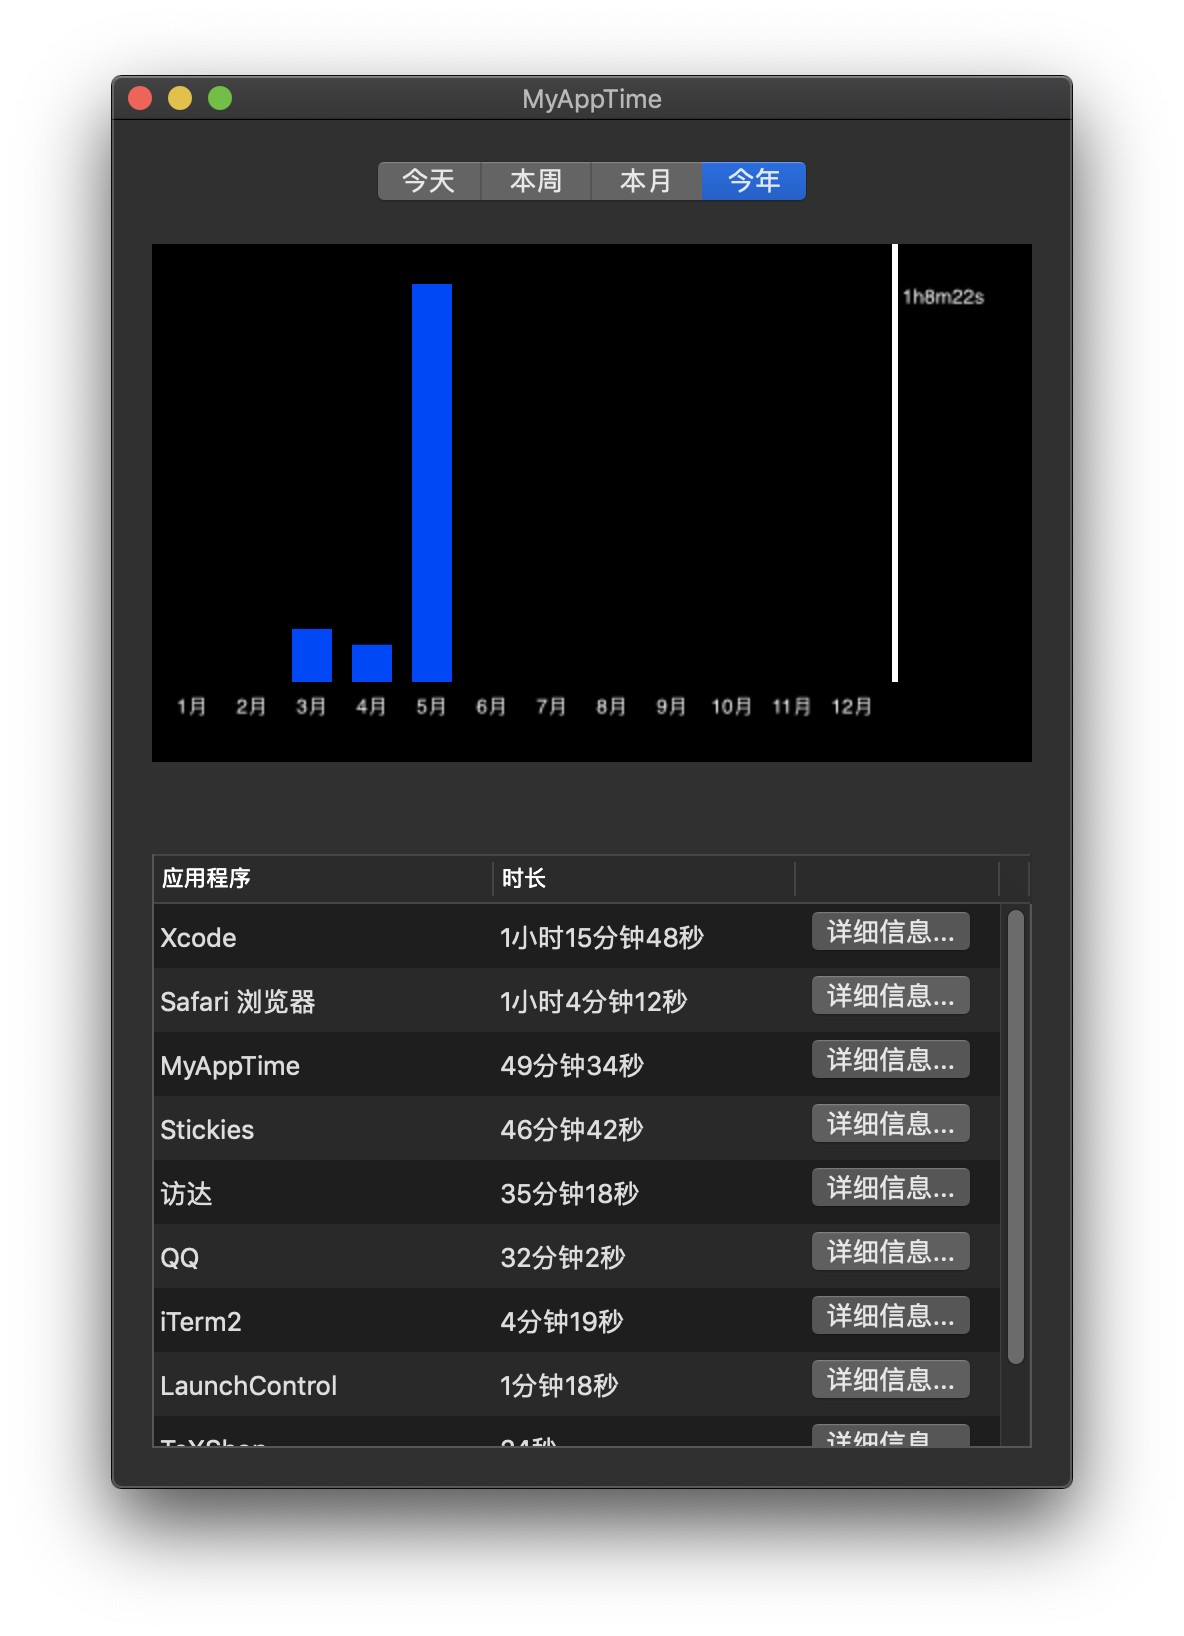 MyAppTime
今天 本周 本月 今年
1h8m22s
1月 2月 3月 4月 5月 6月 7月 8月 9月 10月 11月 12月
应用程序 时长
Xcode 1小时15分钟48秒 详细信息...
Safari 浏览器 1小时4分钟12秒 详细信息...
MyAppTime 49分钟34秒 详细信息...
Stickies 46分钟42秒 详细信息...
访达 35分钟18秒 详细信息...
QQ 32分钟2秒 详细信息...
iTerm2 4分钟19秒 详细信息...
LaunchControl 1分钟18秒 详细信息...
TeXShop 详细信息...